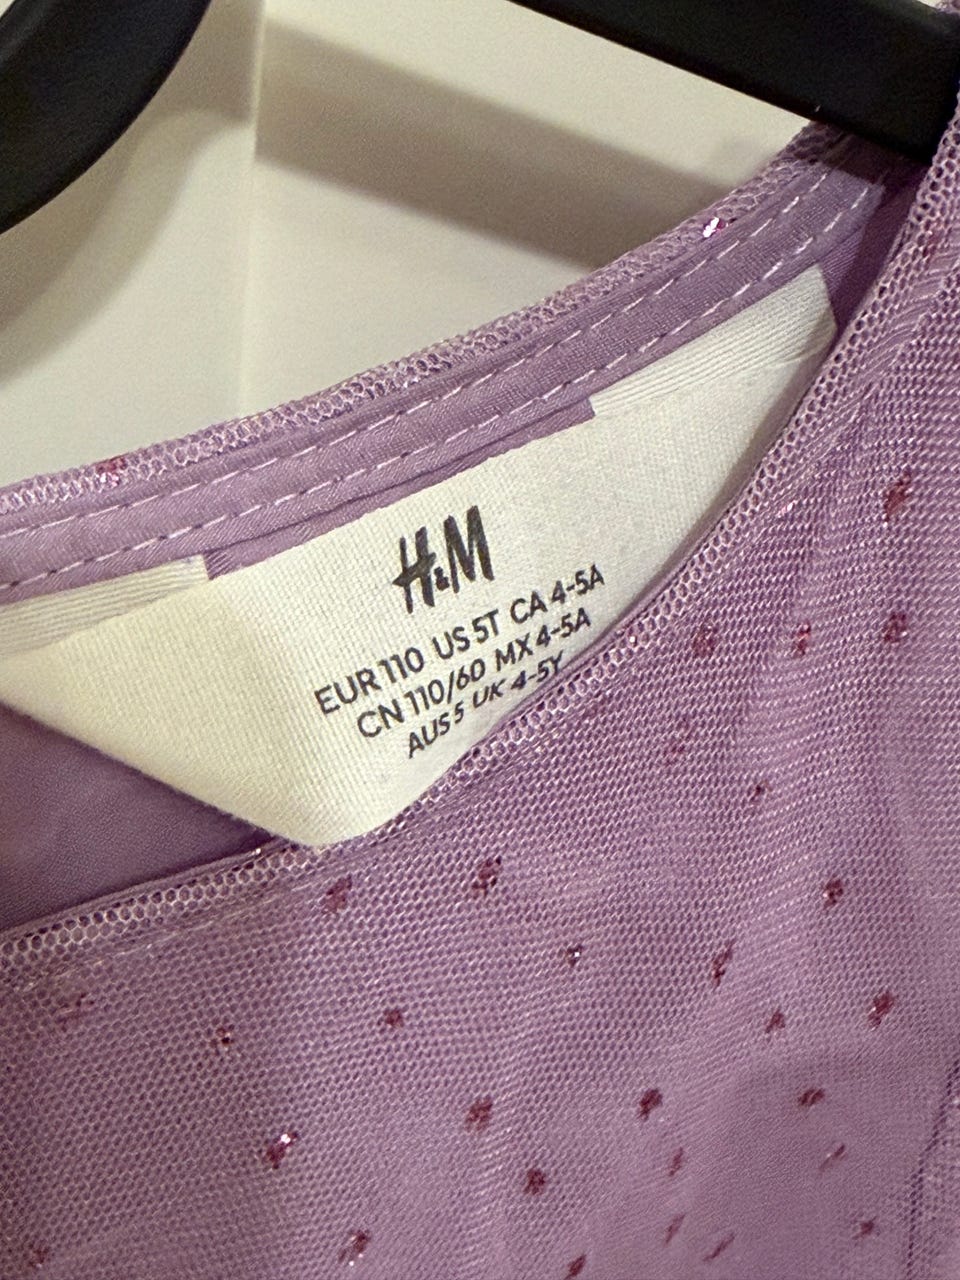 H&M
EUR 110 US 5T CA 4-5A
CN 110/60 MX 4-5A
AUS 5 UK 4-5Y